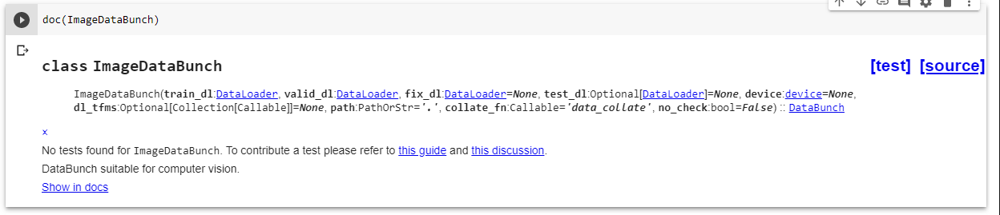 doc(ImageDataBunch)
class ImageDataBunch [test] [source]
ImageDataBunch(train_dl:DataLoader, valid_dl:DataLoader, fix_dl:DataLoader=None, test_dl:Optional[DataLoader]=None, device:device=None,
dl_tfms:Optional[Collection[Callable]]=None, path:PathOrStr='.', collate_fn:Callable='data_collate', no_check:bool=False) :: DataBunch
x
No tests found for ImageDataBunch. To contribute a test please refer to this guide and this discussion.
DataBunch suitable for computer vision.
Show in docs